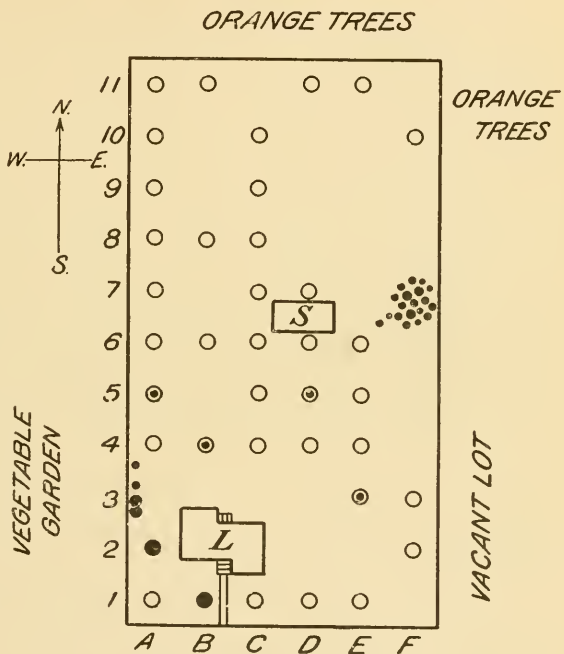 ORANGE TREES
ORANGE
TREES
N.
W. E.
S.
11
10
9
8
7
6
5
4
3
2
1
S
L
VEGETABLE
GARDEN
VACANT LOT
A B C D E F